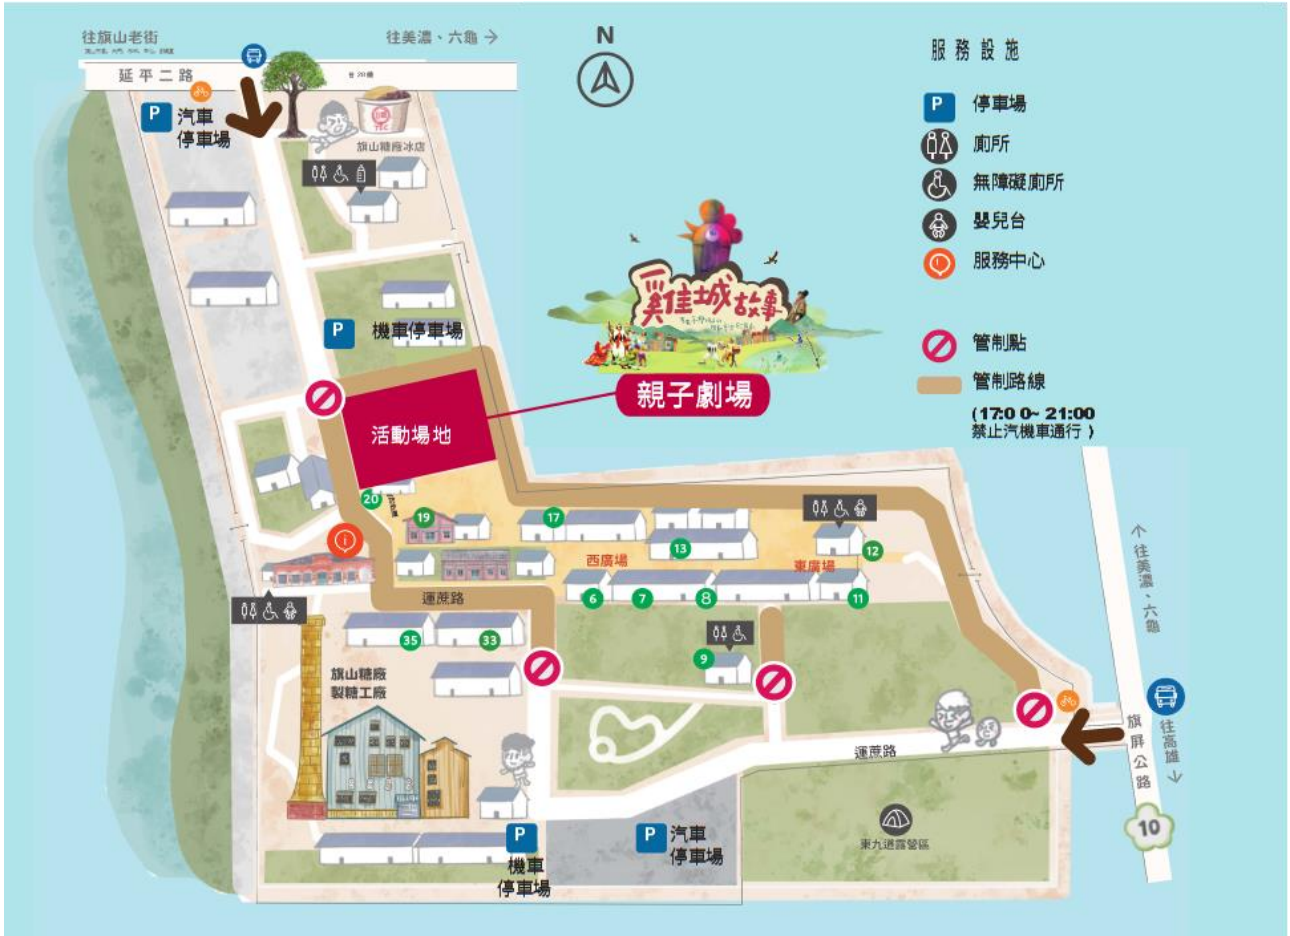 往旗山老街
往美濃、六龜
N
延平二路
台20線
P
汽車
停車場
旗山糖廠冰店
TSC
服務設施
P 停車場
廁所
無障礙廁所
嬰兒台
服務中心
管制點
管制路線
(17:00~21:00
禁止汽機車通行)
P
機車停車場
雞佳城故事
親子劇場
活動場地
20
19
17
13
12
西廣場
東廣場
6
7
8
11
運蔗路
35
33
9
旗山糖廠
製糖工廠
往美濃、六龜
往高雄
旗屏公路
10
運蔗路
東九道露營區
P
機車
停車場
P
汽車
停車場